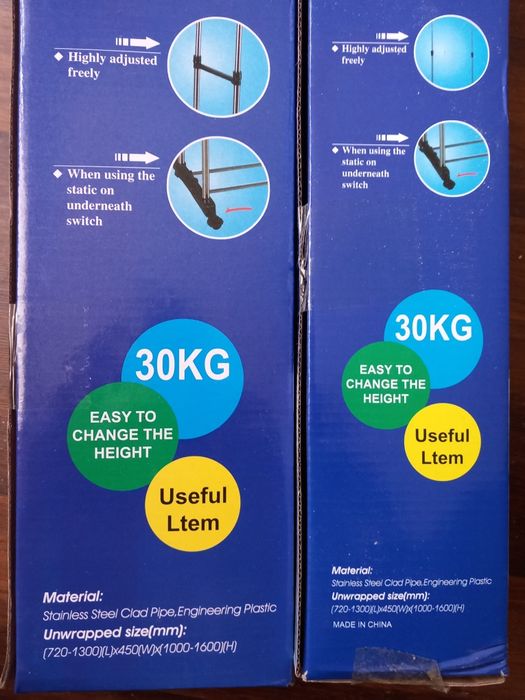 ◆ Highly adjusted
freely
◆ When using the
static on
underneath
switch
30KG
EASY TO
CHANGE THE
HEIGHT
Useful
Ltem
Material:
Stainless Steel Clad Pipe,Engineering Plastic
Unwrapped size(mm):
(720-1300)(L)x450(W)x(1000-1600)(H)
◆ Highly adjusted
freely
◆ When using the
static on
underneath
switch
30KG
EASY TO
CHANGE THE
HEIGHT
Useful
Ltem
Material:
Stainless Steel Clad Pipe,Engineering Plastic
Unwrapped size(mm):
(720-1300)(L)x450(W)x(1000-1600)(H)
MADE IN CHINA